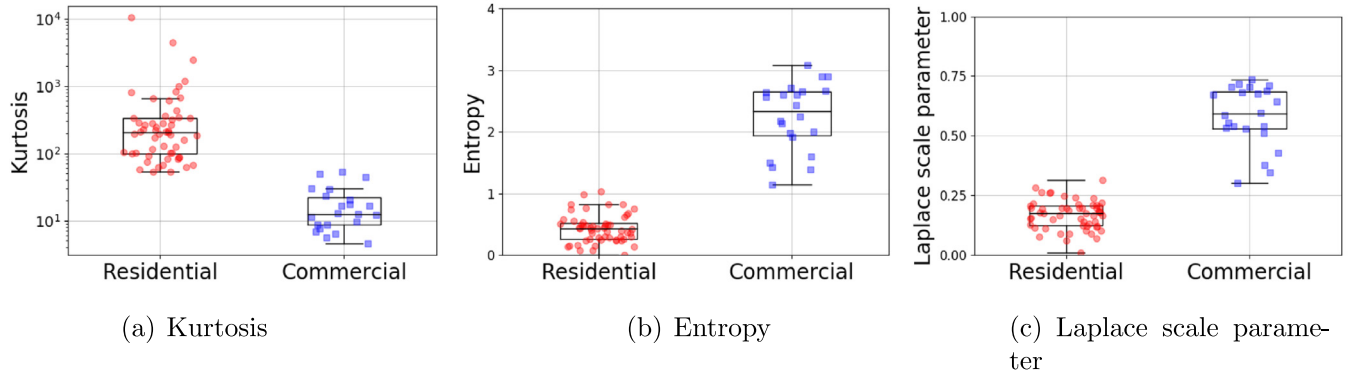 Kurtosis
10⁴
10³
10²
10¹
Residential
Commercial
Entropy
4
3
2
1
0
Residential
Commercial
Laplace scale parameter
1.00
0.75
0.50
0.25
0.00
Residential
Commercial
(a) Kurtosis
(b) Entropy
(c) Laplace scale parame-
ter